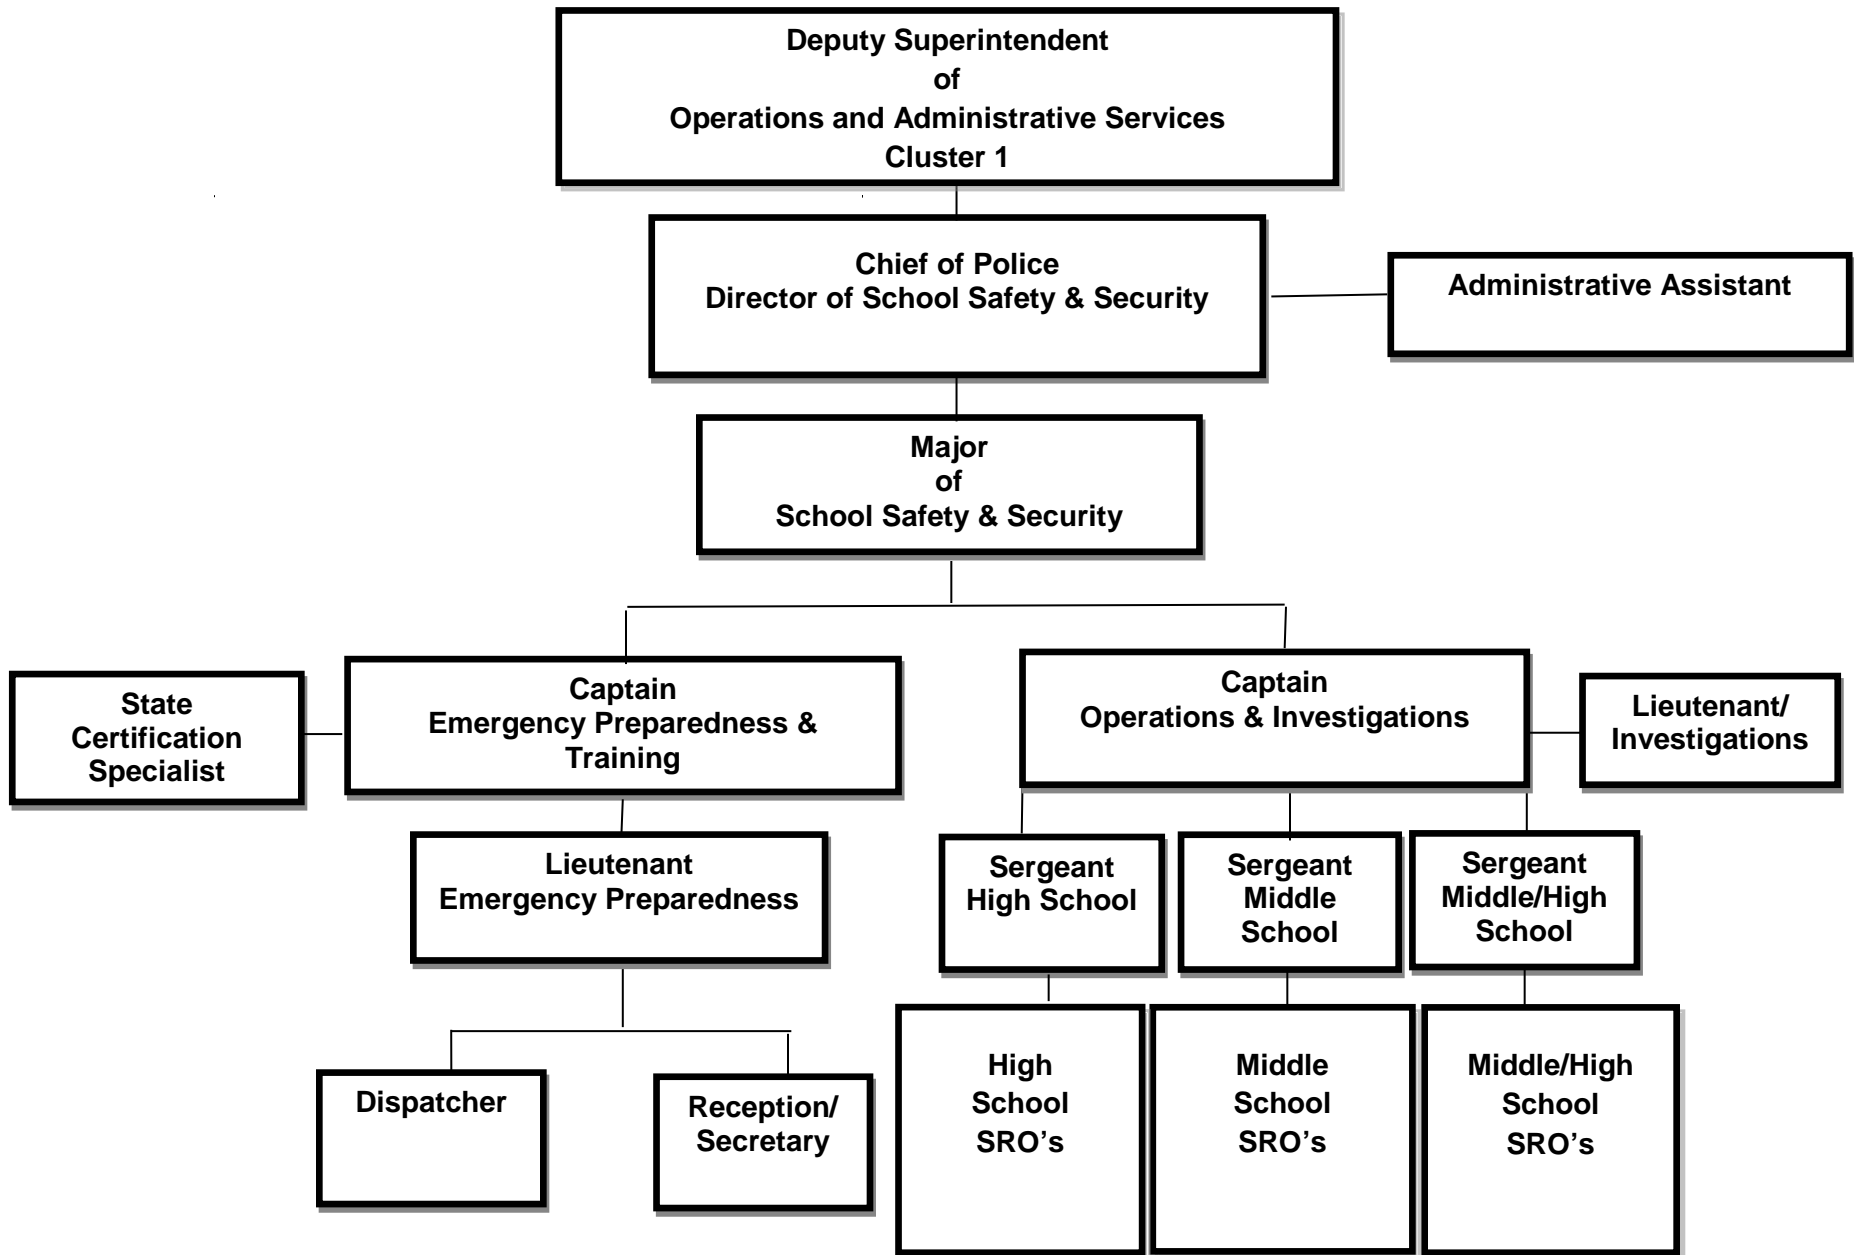 Deputy Superintendent
of
Operations and Administrative Services
Cluster 1
Chief of Police
Director of School Safety & Security
Administrative Assistant
Major
of
School Safety & Security
State
Certification
Specialist
Captain
Emergency Preparedness &
Training
Captain
Operations & Investigations
Lieutenant/
Investigations
Lieutenant
Emergency Preparedness
Sergeant
High School
Sergeant
Middle
School
Sergeant
Middle/High
School
Dispatcher
Reception/
Secretary
High
School
SRO’s
Middle
School
SRO’s
Middle/High
School
SRO’s